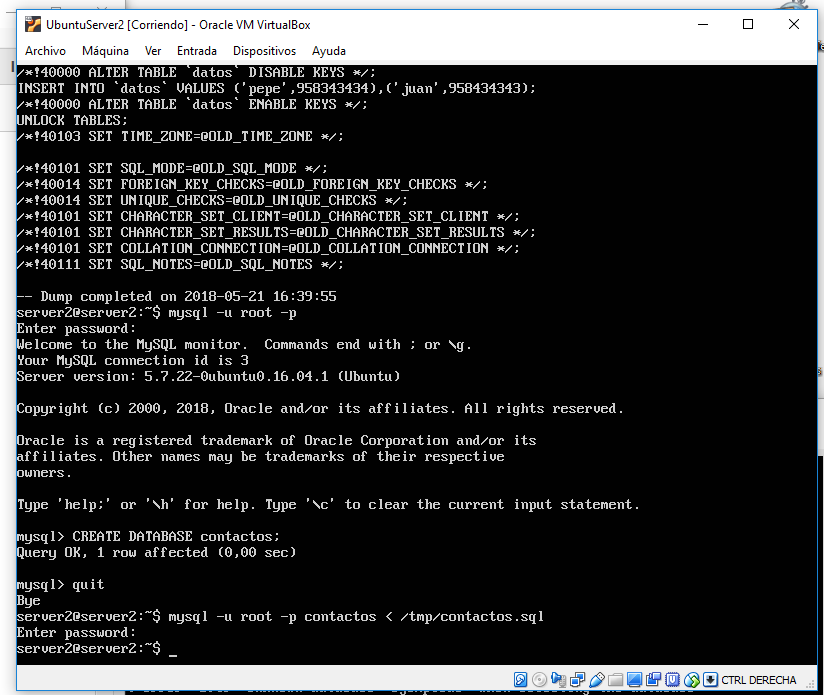 UbuntuServer2 [Corriendo] - Oracle VM VirtualBox
Archivo Máquina Ver Entrada Dispositivos Ayuda
/*!40000 ALTER TABLE `datos` DISABLE KEYS */;
INSERT INTO `datos` VALUES ('pepe',958343434),('juan',958434343);
/*!40000 ALTER TABLE `datos` ENABLE KEYS */;
UNLOCK TABLES;
/*!40103 SET TIME_ZONE=@OLD_TIME_ZONE */;
/*!40101 SET SQL_MODE=@OLD_SQL_MODE */;
/*!40014 SET FOREIGN_KEY_CHECKS=@OLD_FOREIGN_KEY_CHECKS */;
/*!40014 SET UNIQUE_CHECKS=@OLD_UNIQUE_CHECKS */;
/*!40101 SET CHARACTER_SET_CLIENT=@OLD_CHARACTER_SET_CLIENT */;
/*!40101 SET CHARACTER_SET_RESULTS=@OLD_CHARACTER_SET_RESULTS */;
/*!40101 SET COLLATION_CONNECTION=@OLD_COLLATION_CONNECTION */;
/*!40111 SET SQL_NOTES=@OLD_SQL_NOTES */;
-- Dump completed on 2018-05-21 16:39:55
server2@server2:~$ mysql -u root -p
Enter password:
Welcome to the MySQL monitor.  Commands end with ; or \g.
Your MySQL connection id is 3
Server version: 5.7.22-0ubuntu0.16.04.1 (Ubuntu)
Copyright (c) 2000, 2018, Oracle and/or its affiliates. All rights reserved.
Oracle is a registered trademark of Oracle Corporation and/or its
affiliates. Other names may be trademarks of their respective
owners.
Type 'help;' or '\h' for help. Type '\c' to clear the current input statement.
mysql> CREATE DATABASE contactos;
Query OK, 1 row affected (0,00 sec)
mysql> quit
Bye
server2@server2:~$ mysql -u root -p contactos < /tmp/contactos.sql
Enter password:
server2@server2:~$ _
CTRL DERECHA